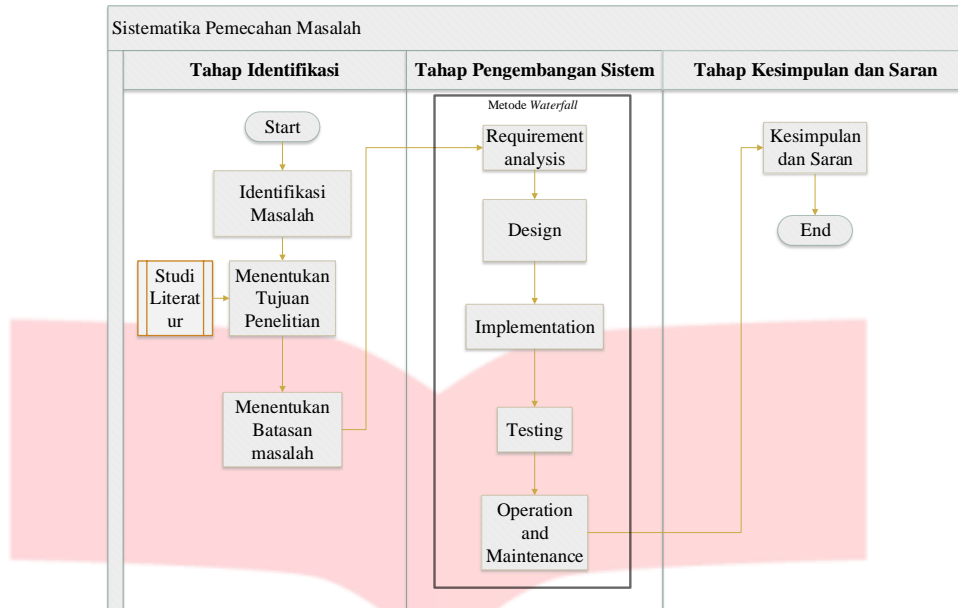 Sistematika Pemecahan Masalah
Tahap Identifikasi
Tahap Pengembangan Sistem
Tahap Kesimpulan dan Saran
Start
Identifikasi
Masalah
Studi
Literat
ur
Menentukan
Tujuan
Penelitian
Menentukan
Batasan
masalah
Metode Waterfall
Requirement
analysis
Design
Implementation
Testing
Operation
and
Maintenance
Kesimpulan
dan Saran
End